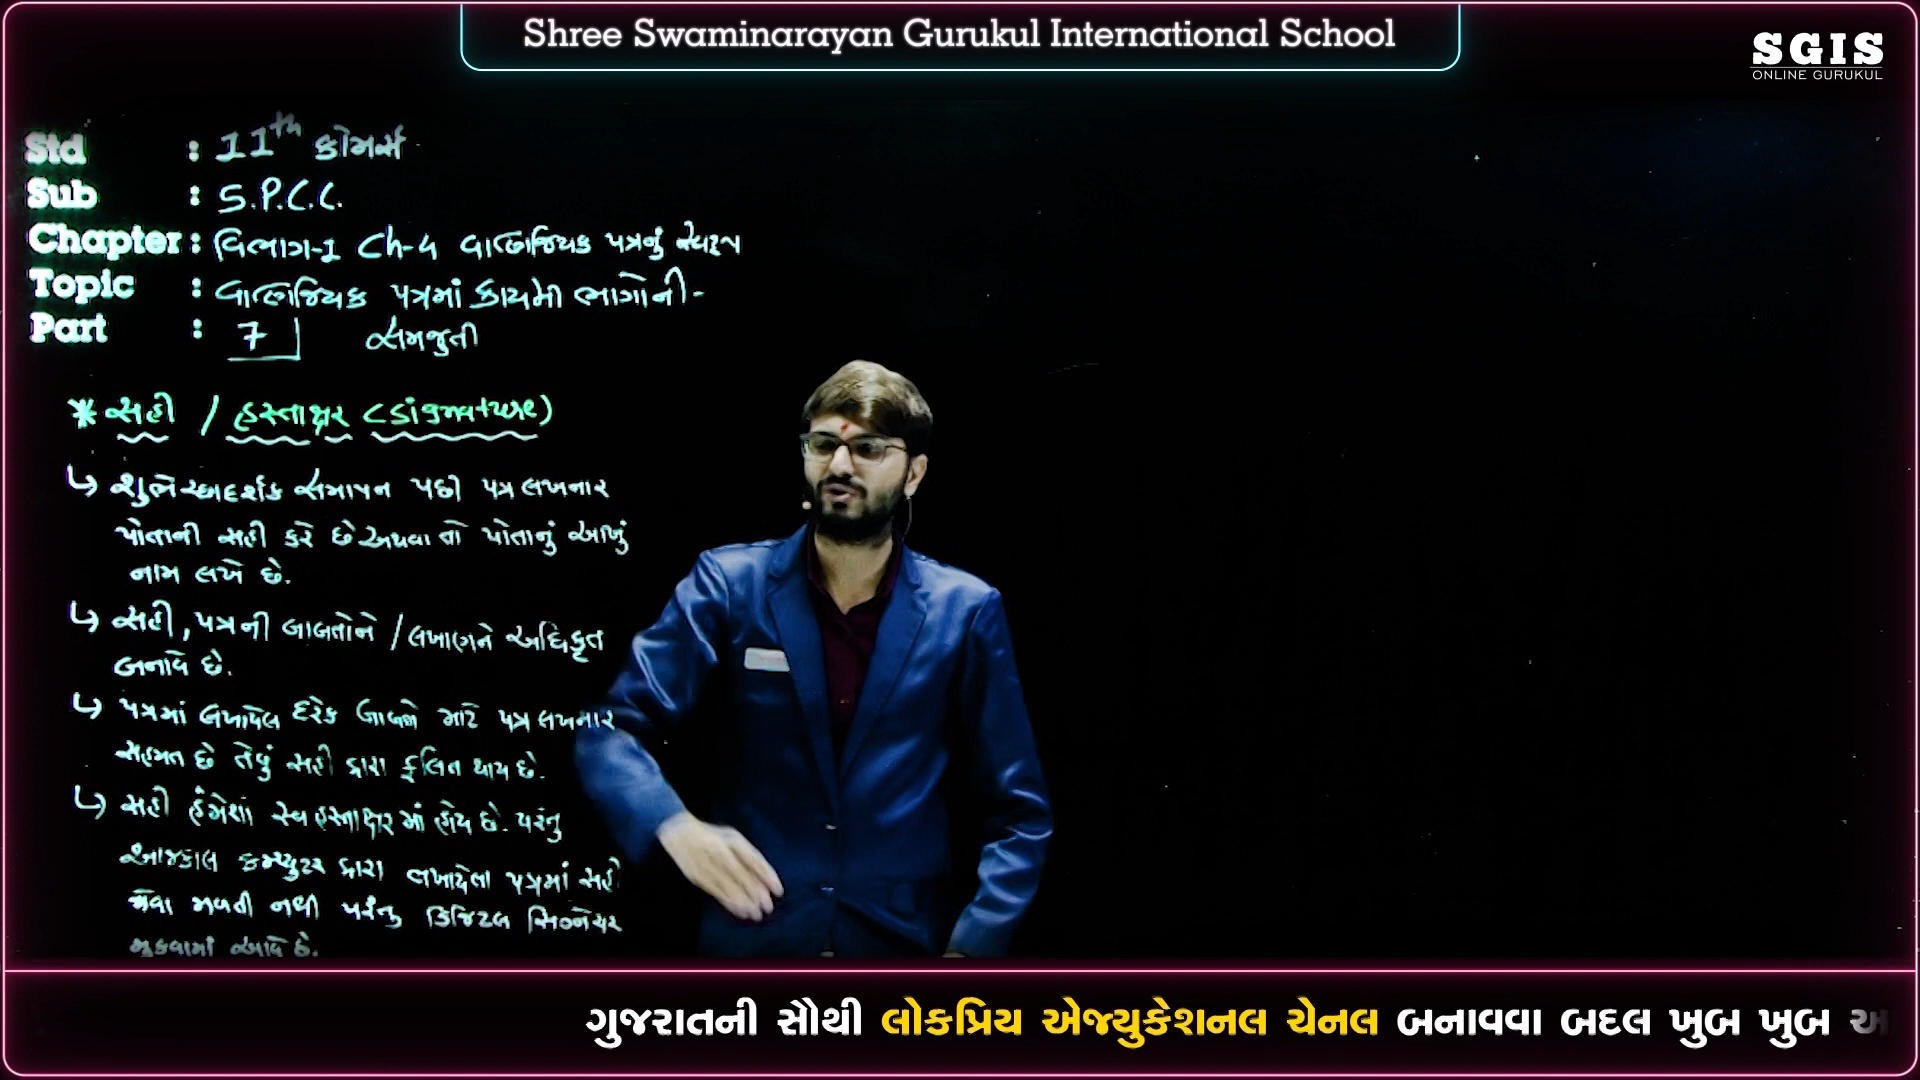 Shree Swaminarayan Gurukul International School
SGIS
ONLINE GURUKUL
Std : 11th કોમર્સ
Sub : S.P.C.C.
Chapter : વિભાગ-1 Ch-4 વાણિજ્યિક પત્રનું સ્વરૂપ
Topic : વાણિજ્યિક પત્રમાં કાયમી ભાગોની-
Part : 7 સમજુતી
* સહી / હસ્તાક્ષર (Signature)
↳ શુભેચ્છાદર્શક સમાપન પછી પત્ર લખનાર
પોતાની સહી કરે છે અથવા તો પોતાનું આખું
નામ લખે છે.
↳ સહી, પત્રની બાબતોને / લખાણને અધિકૃત
બનાવે છે.
↳ પત્રમાં લખાયેલ દરેક બાબત માટે પત્ર લખનાર
સહમત છે તેવું સહી દ્વારા ફલિત થાય છે.
↳ સહી હંમેશા સ્વહસ્તાક્ષરમાં હોય છે. પરંતુ
આજકાલ કમ્પ્યુટર દ્વારા લખાયેલા પત્રમાં સહી
જોવા મળતી નથી પરંતુ ડિજિટલ સિગ્નેચર
મુકવામાં આવે છે.
ગુજરાતની સૌથી લોકપ્રિય એજ્યુકેશનલ ચેનલ બનાવવા બદલ ખુબ ખુબ